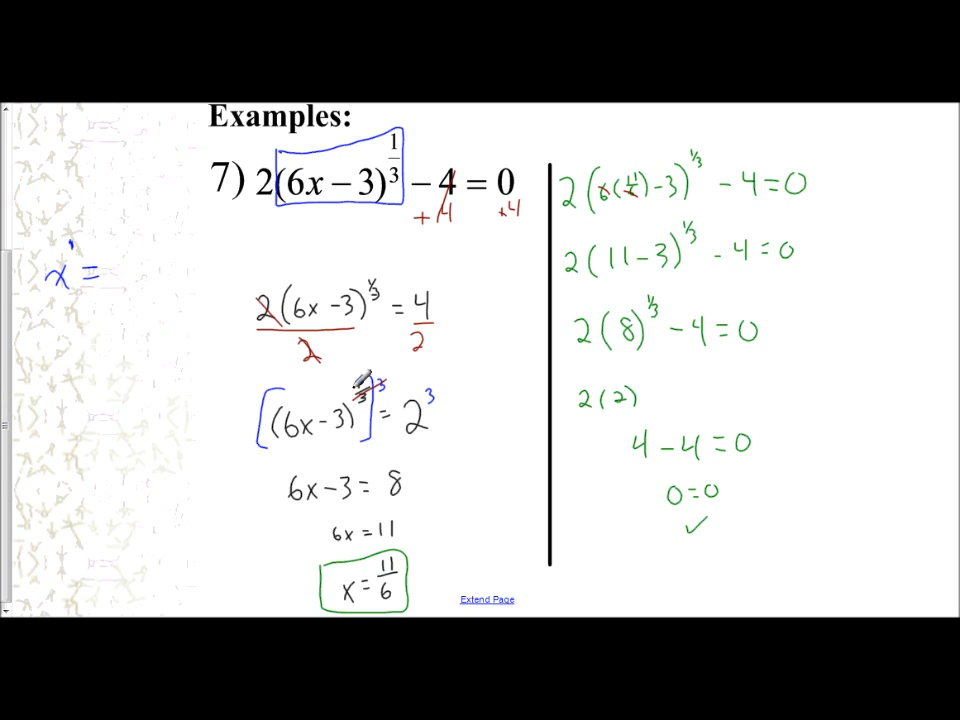 Examples:
7) 2(6x − 3)^(1/3) − 4 = 0
+4 +4
x' =
2(6x − 3)^(1/3) = 4
2 2
[(6x − 3)^(1/3)]^3 = 2^3
6x − 3 = 8
6x = 11
x = 11/6
2(6(11/6) − 3)^(1/3) − 4 = 0
2(11 − 3)^(1/3) − 4 = 0
2(8)^(1/3) − 4 = 0
2(2)
4 − 4 = 0
0 = 0
✓
Extend Page